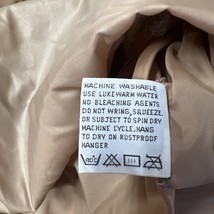 MACHINE WASHABLE
USE LUKEWARM WATER
NO BLEACHING AGENTS
DO NOT WRING, SQUEEZE,
OR SUBJECT TO SPIN DRY
MACHINE CYCLE, HANG
TO DRY ON RUSTPROOF
HANGER